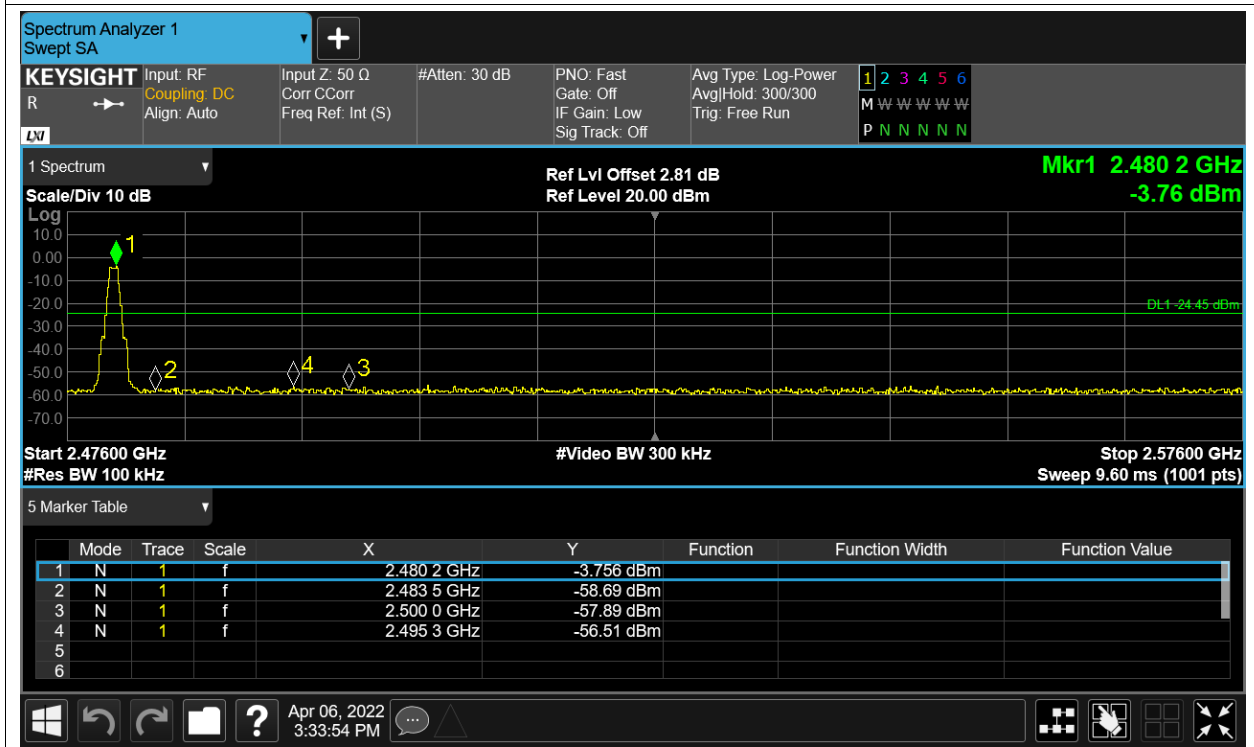 Spectrum Analyzer 1
Swept SA
KEYSIGHT
R
LXI
Input: RF
Coupling: DC
Align: Auto
Input Z: 50 Ω
Corr CCorr
Freq Ref: Int (S)
#Atten: 30 dB
PNO: Fast
Gate: Off
IF Gain: Low
Sig Track: Off
Avg Type: Log-Power
Avg|Hold: 300/300
Trig: Free Run
1 2 3 4 5 6
M W W W W W
P N N N N N
1 Spectrum
Scale/Div 10 dB
Ref Lvl Offset 2.81 dB
Ref Level 20.00 dBm
Mkr1 2.480 2 GHz
-3.76 dBm
Log
10.0
0.00
-10.0
-20.0
-30.0
-40.0
-50.0
-60.0
-70.0
1
2
4
3
DL1 -24.45 dBm
Start 2.47600 GHz
#Video BW 300 kHz
Stop 2.57600 GHz
#Res BW 100 kHz
Sweep 9.60 ms (1001 pts)
5 Marker Table
Mode Trace Scale X Y Function Function Width Function Value
1 N 1 f 2.480 2 GHz -3.756 dBm
2 N 1 f 2.483 5 GHz -58.69 dBm
3 N 1 f 2.500 0 GHz -57.89 dBm
4 N 1 f 2.495 3 GHz -56.51 dBm
5
6
?
Apr 06, 2022
3:33:54 PM